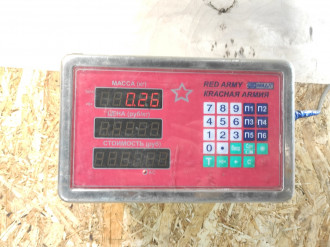 МАССА (кг)
0.26
RED ARMY
КРАСНАЯ АРМИЯ
ЦЕНА (руб/кг)
СТОИМОСТЬ (руб)
7 8 9 П1 П2
4 5 6 П3 П4
1 2 3 П5 П6
0 • С
Т